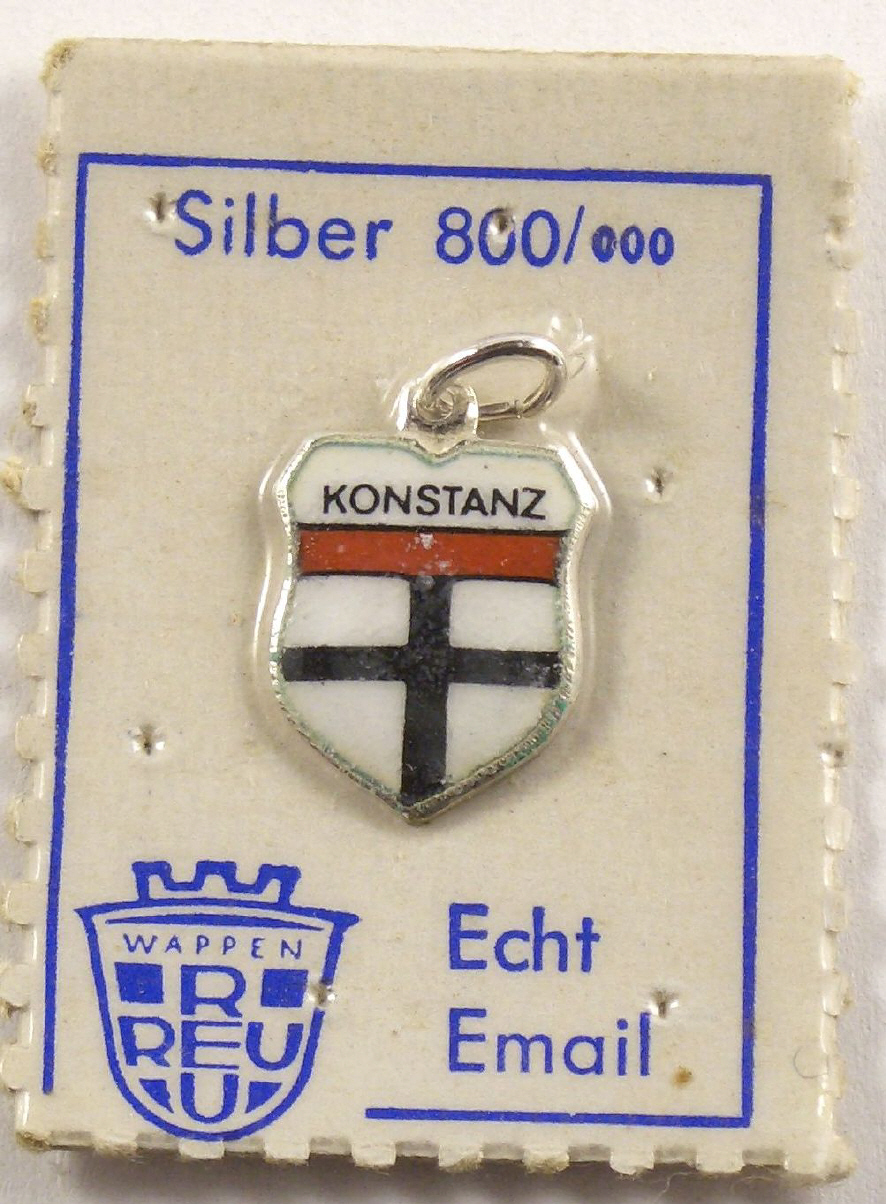 Silber 800/000
KONSTANZ
WAPPEN
R
REU
U
Echt
Email